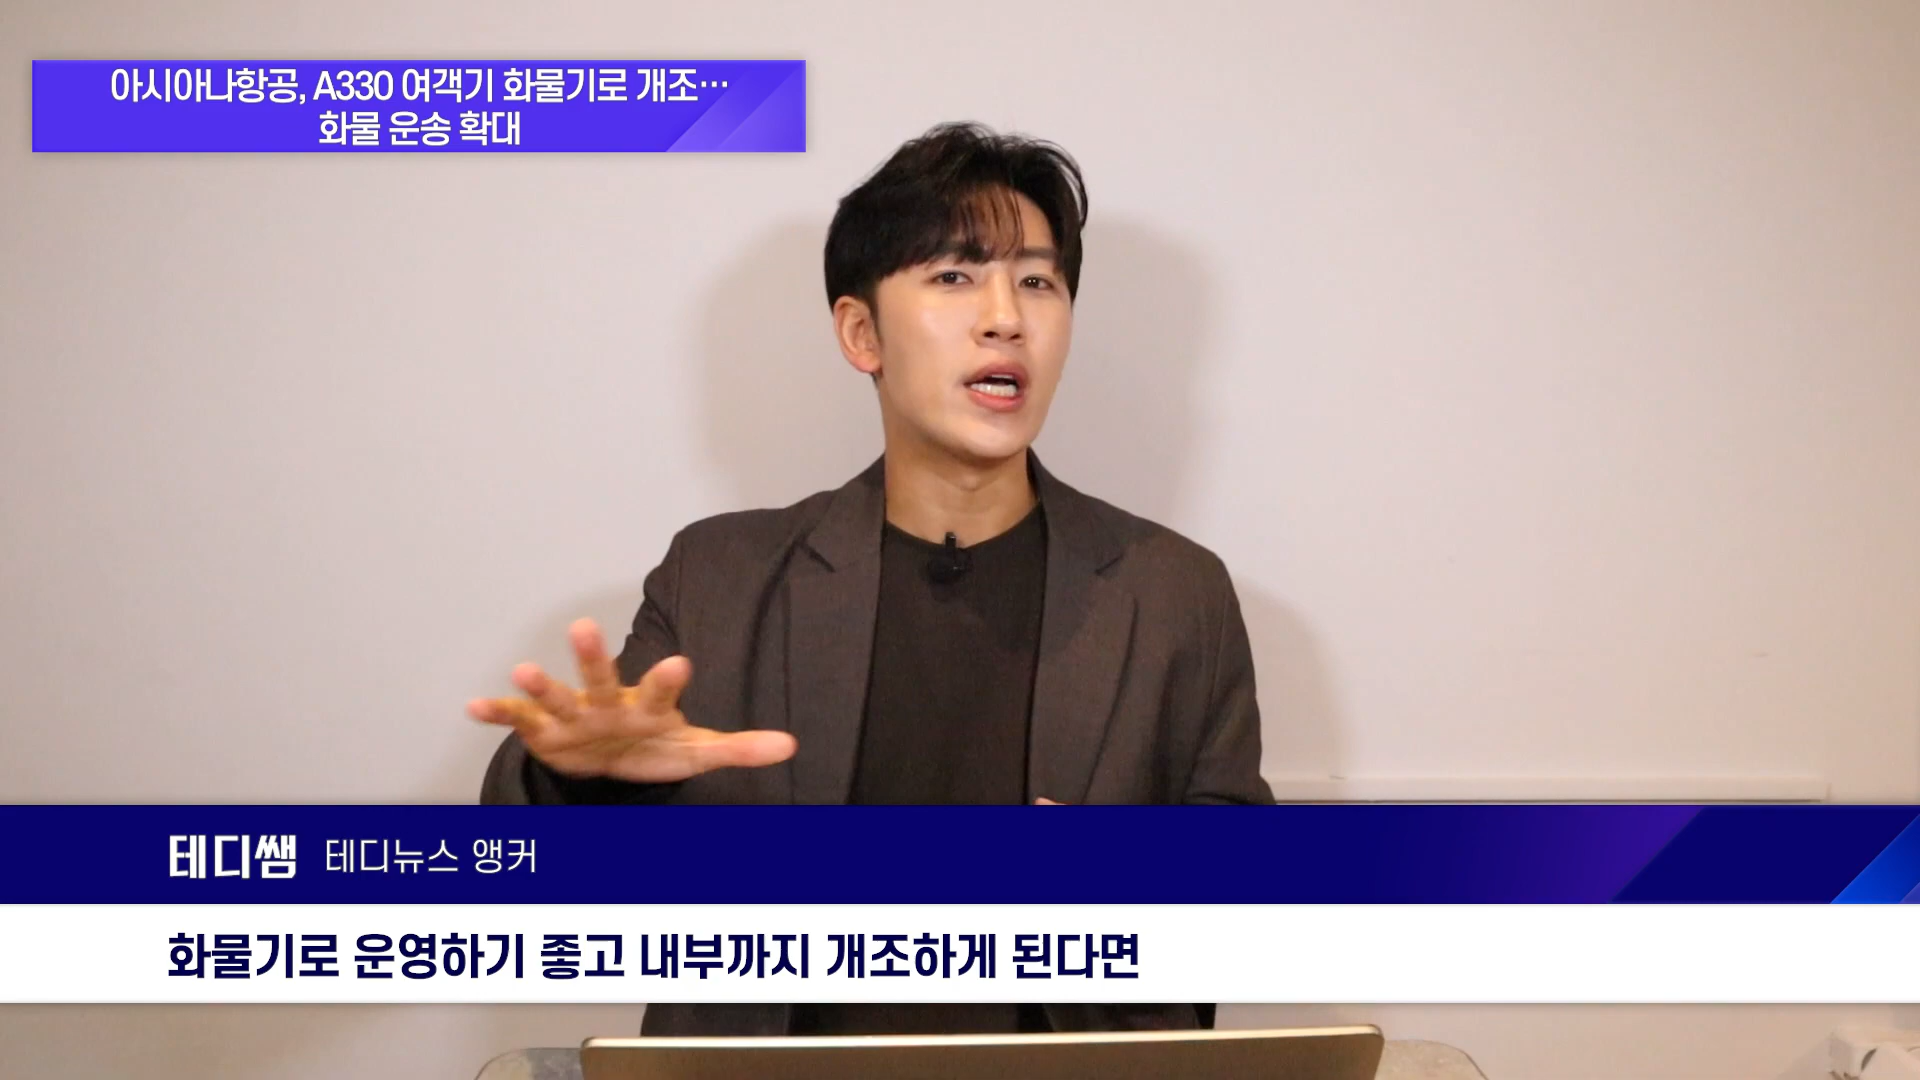 아시아나항공, A330 여객기 화물기로 개조…
화물 운송 확대
테디쌤 테디뉴스 앵커
화물기로 운영하기 좋고 내부까지 개조하게 된다면